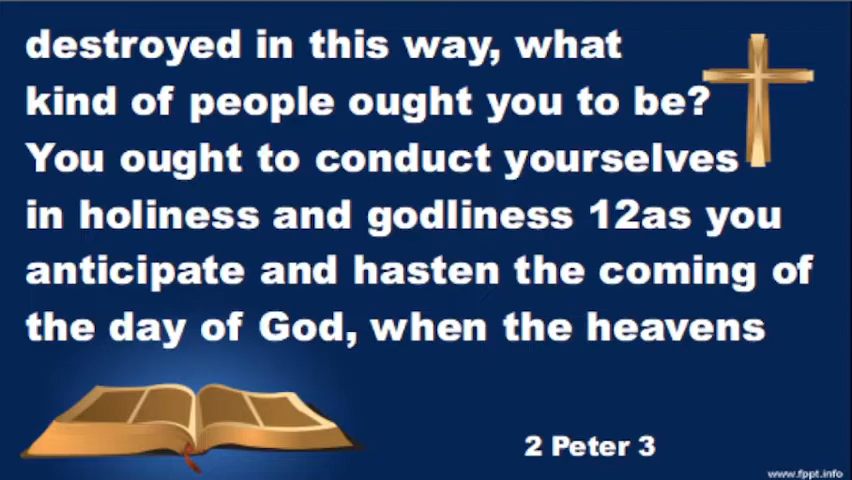 destroyed in this way, what
kind of people ought you to be?
You ought to conduct yourselves
in holiness and godliness 12as you
anticipate and hasten the coming of
the day of God, when the heavens
2 Peter 3
www.fppt.info